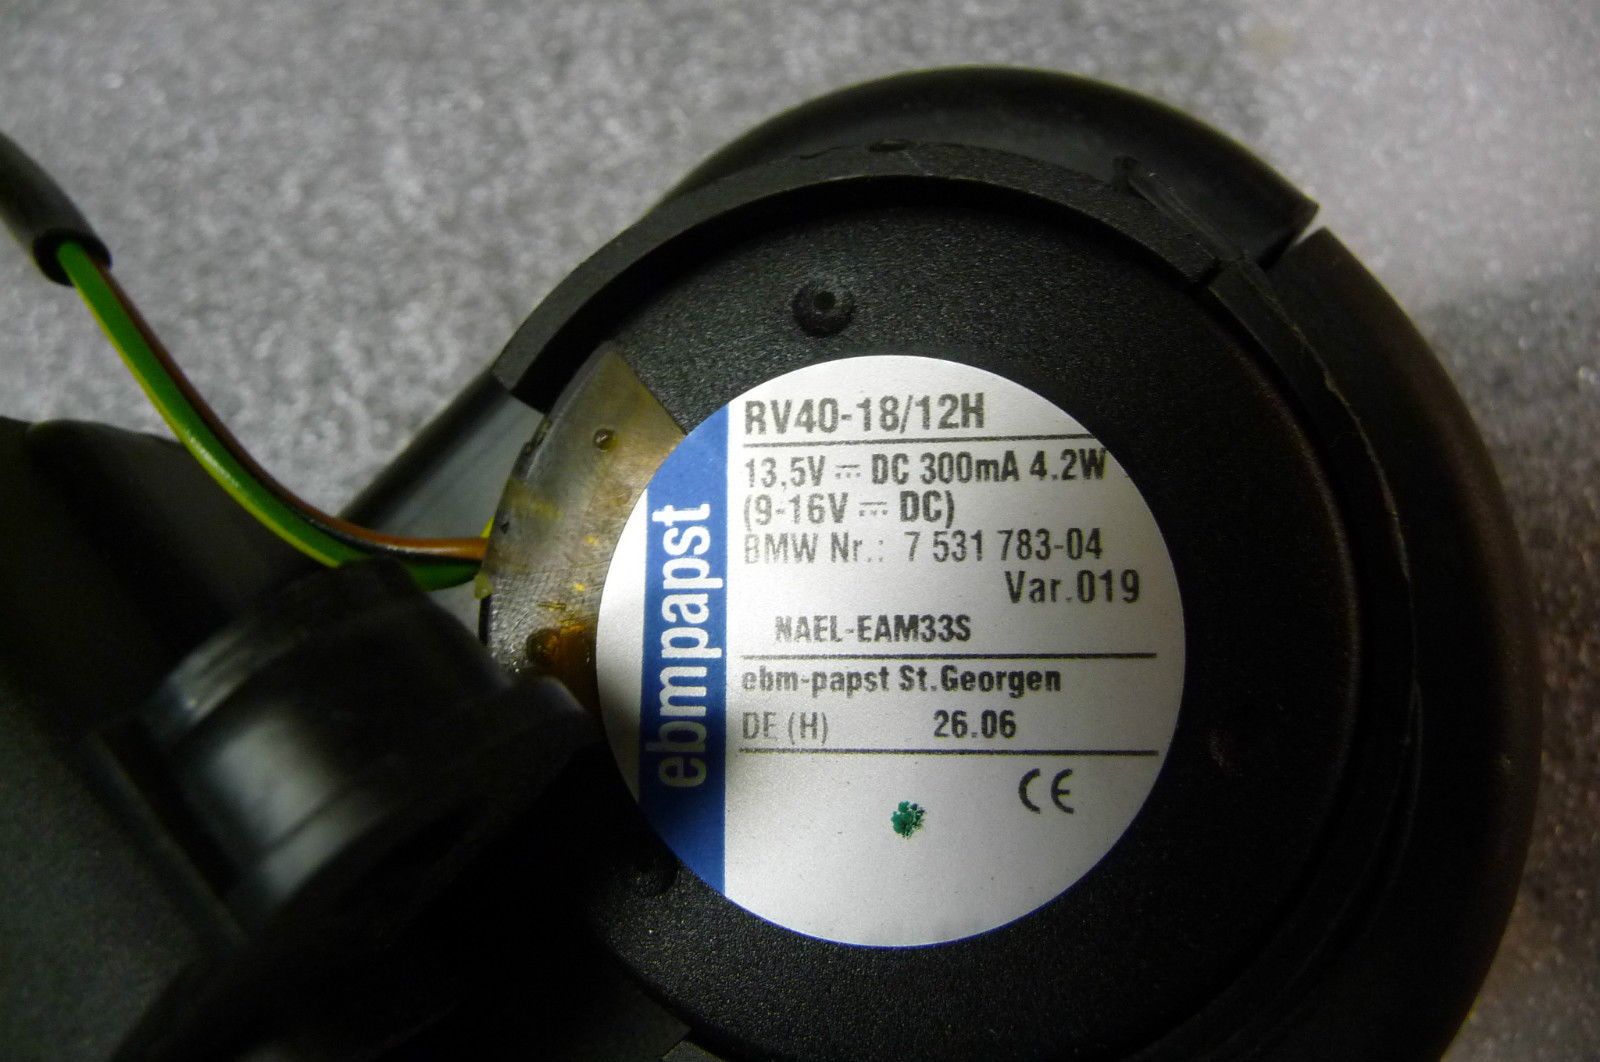 ebmpapst
RV40-18/12H
13,5V ⎓ DC 300mA 4.2W
(9-16V ⎓ DC)
BMW Nr.: 7 531 783-04
Var.019
NAEL-EAM33S
ebm-papst St.Georgen
DE (H) 26.06
CE